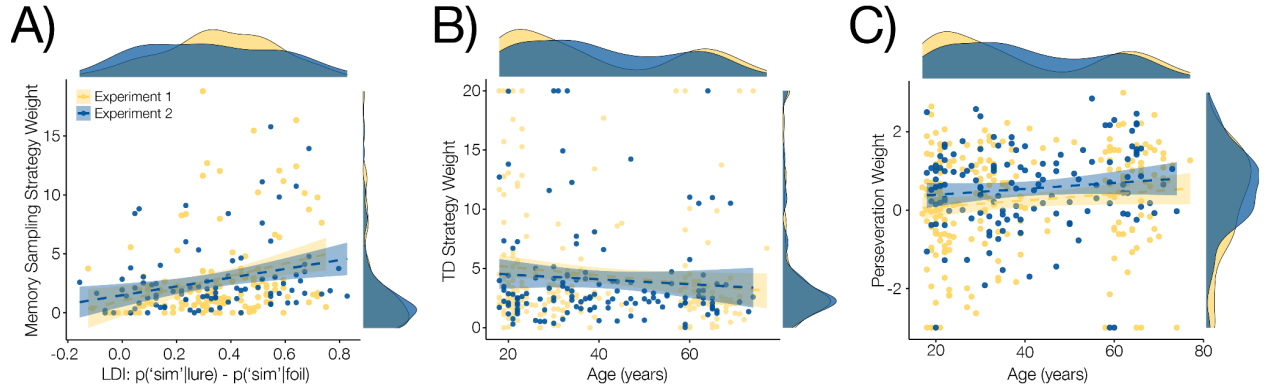 A)
B)
C)
Experiment 1
Experiment 2
Memory Sampling Strategy Weight
15
10
5
0
-0.2 0.0 0.2 0.4 0.6 0.8
LDI: p('sim'|lure) - p('sim'|foil)
TD Strategy Weight
20
15
10
5
0
20 40 60
Age (years)
Perseveration Weight
2
0
-2
20 40 60 80
Age (years)